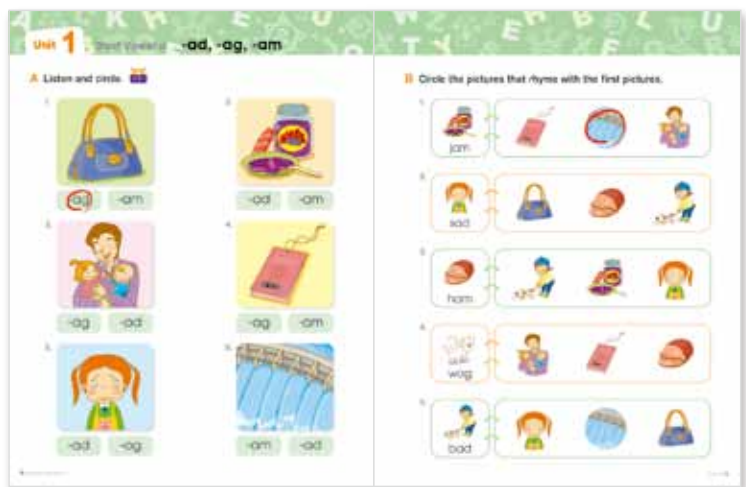 Unit 1 Short Vowel a -ad, -ag, -am
A Listen and circle.
1.
-ag -am
2.
-ad -am
3.
-ag -ad
4.
-ag -am
5.
-ad -ag
6.
-am -ad
B Circle the pictures that rhyme with the first pictures.
1.
jam
2.
sad
3.
ham
4.
wag
5.
bad